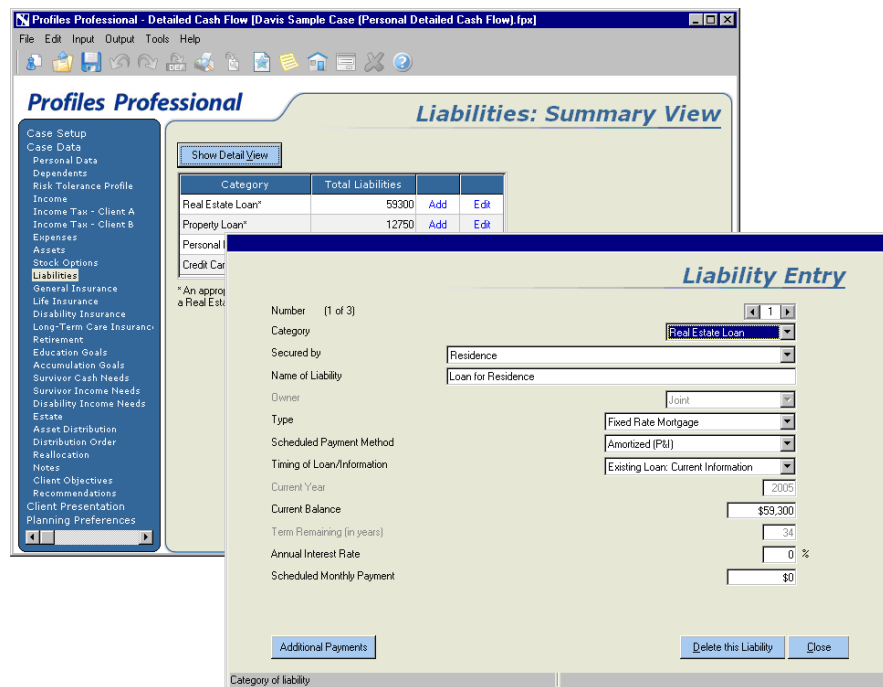 Profiles Professional - Detailed Cash Flow [Davis Sample Case (Personal Detailed Cash Flow).fpx]
File Edit Input Output Tools Help
DEF
Profiles Professional
Liabilities: Summary View
Case Setup
Case Data
Personal Data
Dependents
Risk Tolerance Profile
Income
Income Tax - Client A
Income Tax - Client B
Expenses
Assets
Stock Options
Liabilities
General Insurance
Life Insurance
Disability Insurance
Long-Term Care Insuranc
Retirement
Education Goals
Accumulation Goals
Survivor Cash Needs
Survivor Income Needs
Disability Income Needs
Estate
Asset Distribution
Distribution Order
Reallocation
Notes
Client Objectives
Recommendations
Client Presentation
Planning Preferences
Show Detail View
Category Total Liabilities
Real Estate Loan* 59300 Add Edit
Property Loan* 12750 Add Edit
Personal
Credit Car
* An approp
a Real Esta
Liability Entry
Number (1 of 3) 1
Category Real Estate Loan
Secured by Residence
Name of Liability Loan for Residence
Owner Joint
Type Fixed Rate Mortgage
Scheduled Payment Method Amortized (P&I)
Timing of Loan/Information Existing Loan: Current Information
Current Year 2005
Current Balance $59,300
Term Remaining (in years) 34
Annual Interest Rate 0 %
Scheduled Monthly Payment $0
Additional Payments Delete this Liability Close
Category of liability